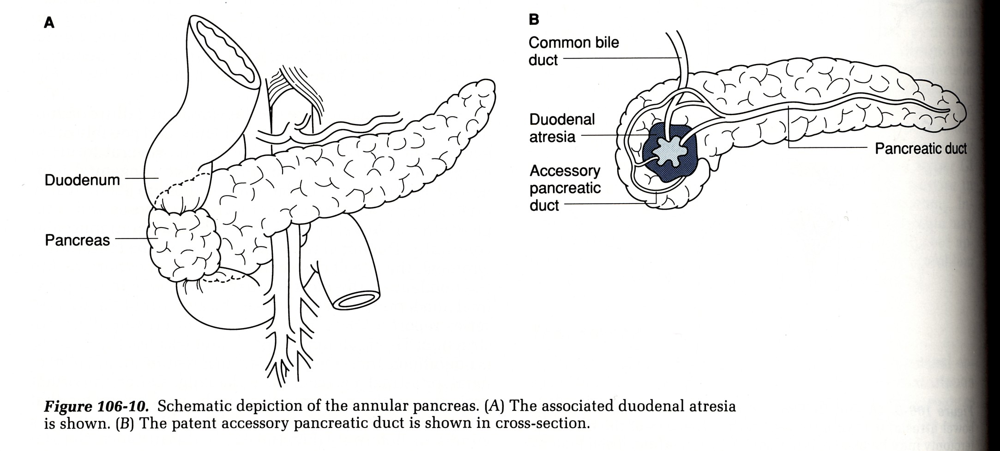 A
Duodenum
Pancreas
B
Common bile
duct
Duodenal
atresia
Accessory
pancreatic
duct
Pancreatic duct
Figure 106-10. Schematic depiction of the annular pancreas. (A) The associated duodenal atresia
is shown. (B) The patent accessory pancreatic duct is shown in cross-section.